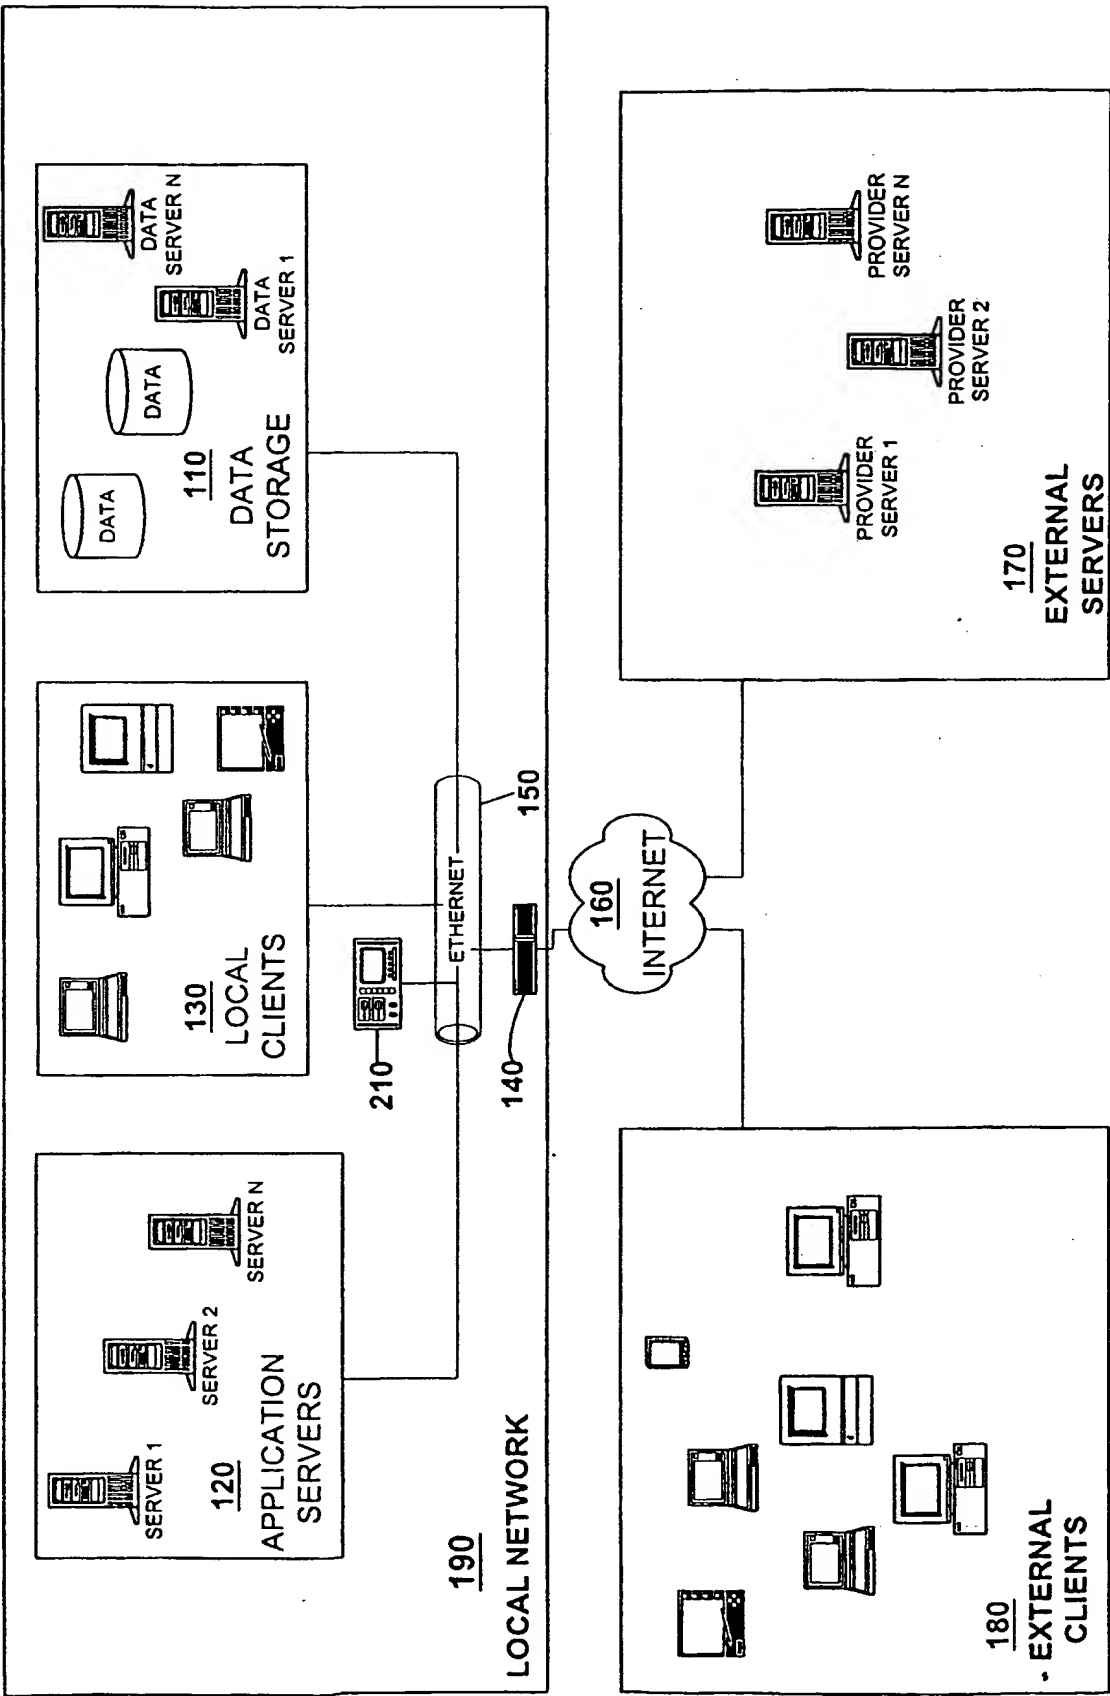 SERVER 1
SERVER 2
SERVER N
120
APPLICATION
SERVERS
130
LOCAL
CLIENTS
DATA
DATA
110
DATA
STORAGE
DATA
SERVER 1
DATA
SERVER N
210
ETHERNET
150
140
190
LOCAL NETWORK
160
INTERNET
180
EXTERNAL
CLIENTS
PROVIDER
SERVER 1
PROVIDER
SERVER 2
PROVIDER
SERVER N
170
EXTERNAL
SERVERS